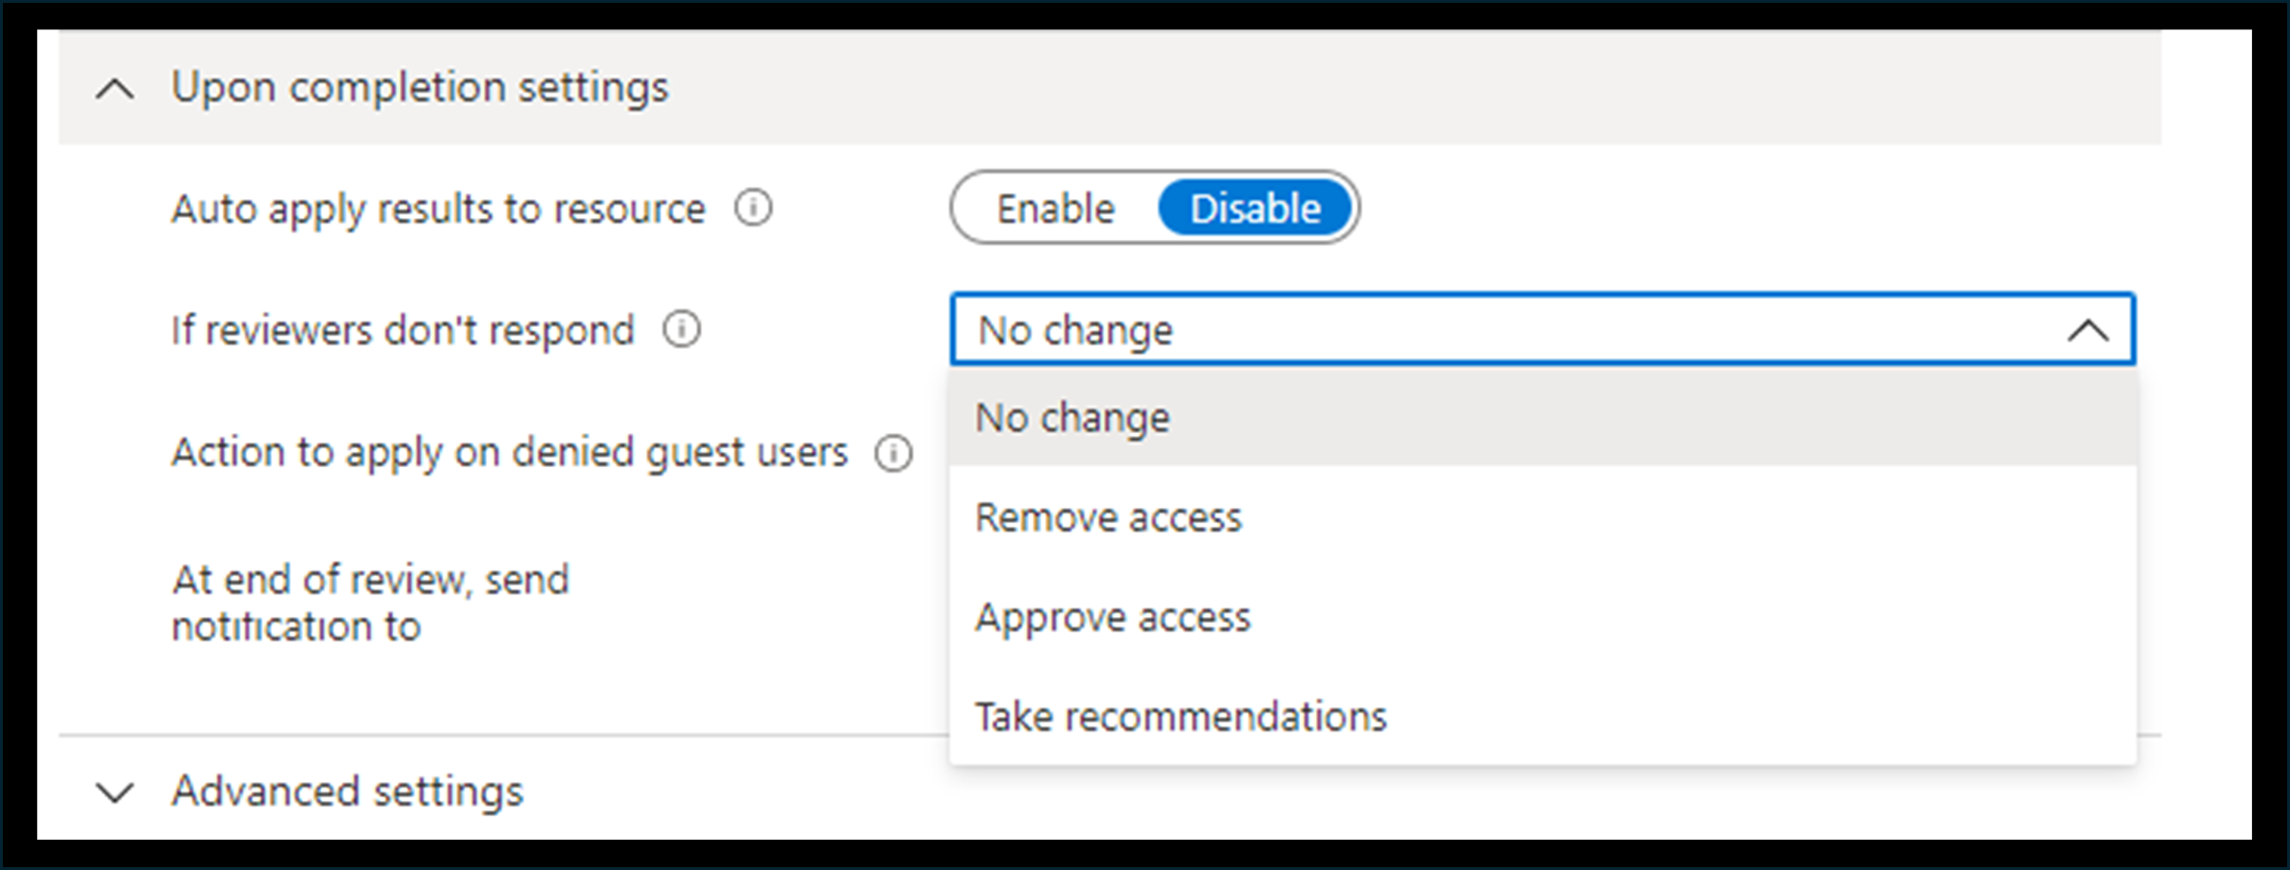 Upon completion settings
Auto apply results to resource
Enable Disable
If reviewers don't respond
No change
No change
Action to apply on denied guest users
Remove access
At end of review, send
notification to
Approve access
Take recommendations
Advanced settings